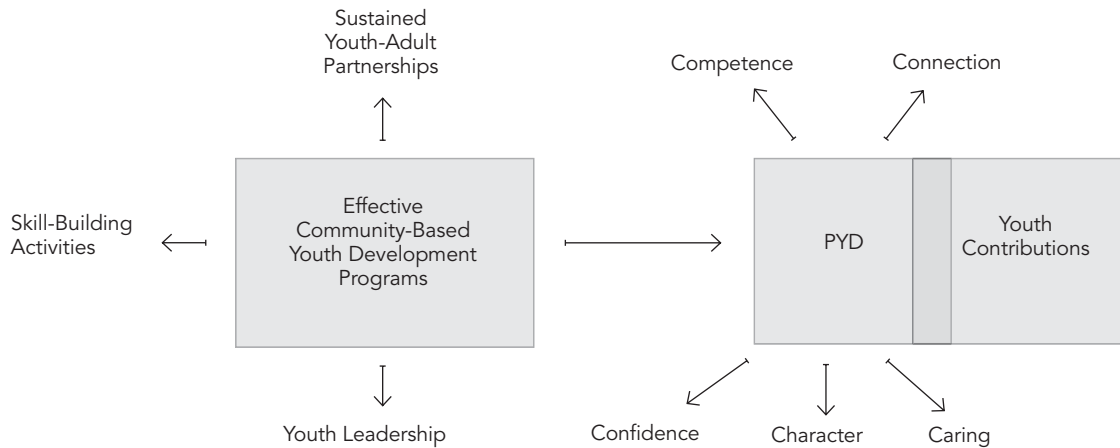 Sustained
Youth-Adult
Partnerships
Competence
Connection
Skill-Building
Activities
Effective
Community-Based
Youth Development
Programs
PYD
Youth
Contributions
Youth Leadership
Confidence
Character
Caring